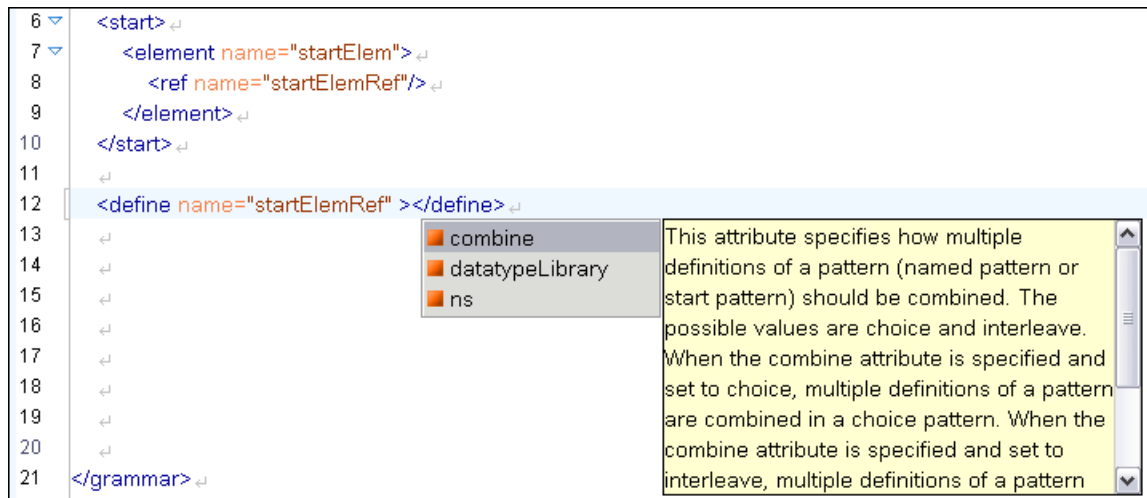 6 <start>
7 <element name="startElem">
8 <ref name="startElemRef"/>
9 </element>
10 </start>
11
12 <define name="startElemRef" ></define>
13
14
15
16
17
18
19
20
21 </grammar>
combine
datatypeLibrary
ns
This attribute specifies how multiple
definitions of a pattern (named pattern or
start pattern) should be combined. The
possible values are choice and interleave.
When the combine attribute is specified and
set to choice, multiple definitions of a pattern
are combined in a choice pattern. When the
combine attribute is specified and set to
interleave, multiple definitions of a pattern